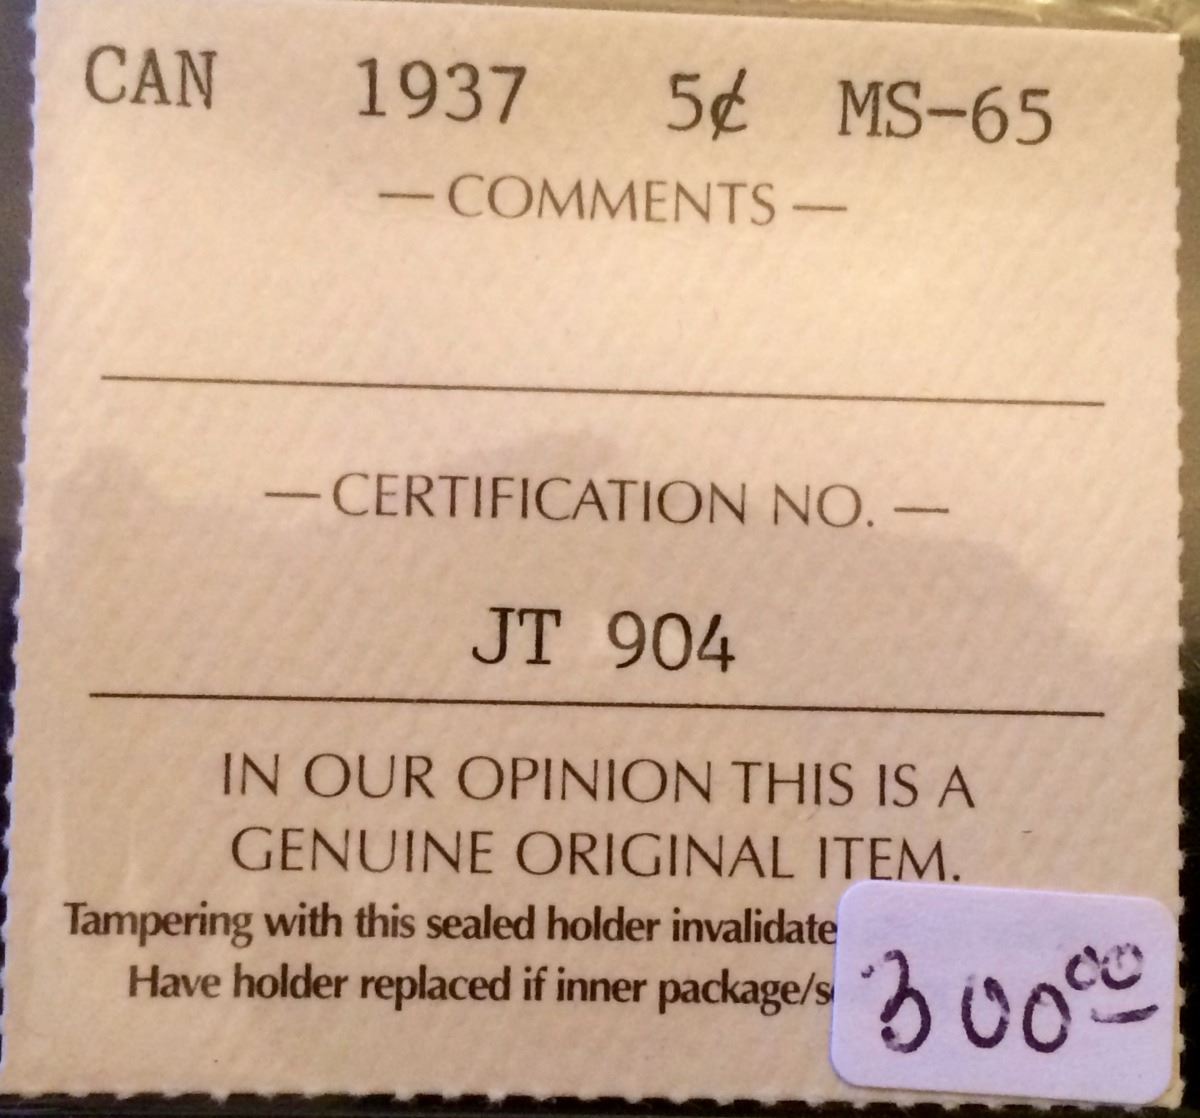 CAN 1937 5¢ MS-65
— COMMENTS —
— CERTIFICATION NO. —
JT 904
IN OUR OPINION THIS IS A
GENUINE ORIGINAL ITEM.
Tampering with this sealed holder invalidate
Have holder replaced if inner package/s
300.00